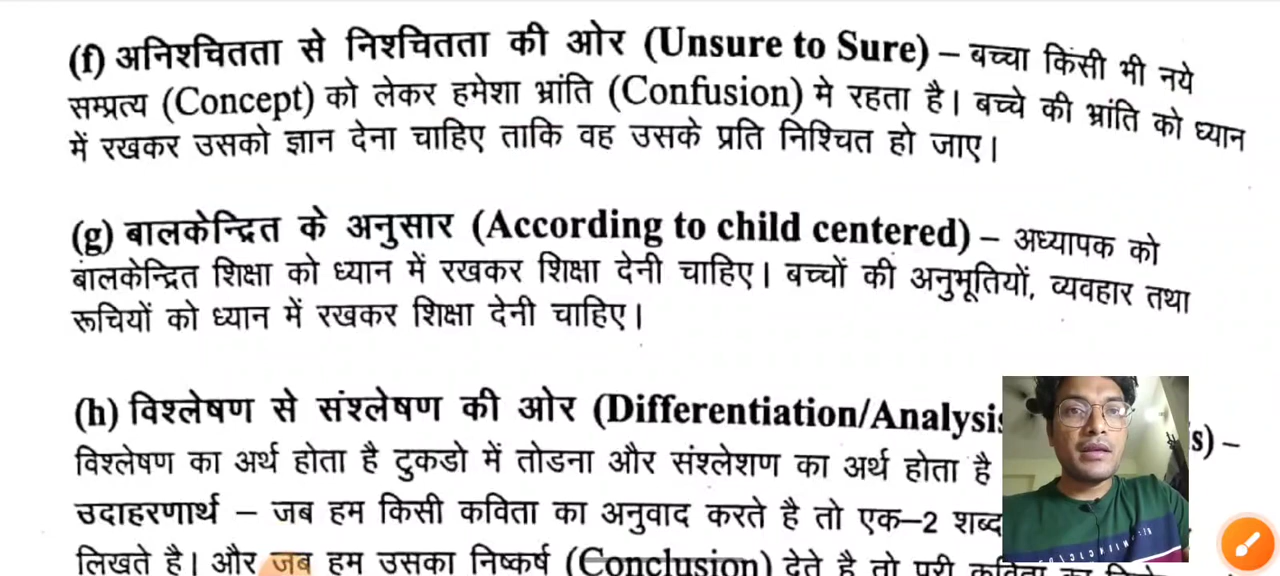 (f) अनिश्चितता से निश्चितता की ओर (Unsure to Sure) – बच्चा किसी भी नये
सम्प्रत्य (Concept) को लेकर हमेशा भ्रांति (Confusion) मे रहता है। बच्चे की भ्रांति को ध्यान
में रखकर उसको ज्ञान देना चाहिए ताकि वह उसके प्रति निश्चित हो जाए।
(g) बालकेन्द्रित के अनुसार (According to child centered) – अध्यापक को
बालकेन्द्रित शिक्षा को ध्यान में रखकर शिक्षा देनी चाहिए। बच्चों की अनुभूतियों, व्यवहार तथा
रूचियों को ध्यान में रखकर शिक्षा देनी चाहिए।
(h) विश्लेषण से संश्लेषण की ओर (Differentiation/Analysis s) –
विश्लेषण का अर्थ होता है टुकडो में तोडना और संश्लेशण का अर्थ होता है
उदाहरणार्थ – जब हम किसी कविता का अनुवाद करते है तो एक–2 शब्द
लिखते है। और जब हम उसका निष्कर्ष (Conclusion) देते है तो पूरी कविता का